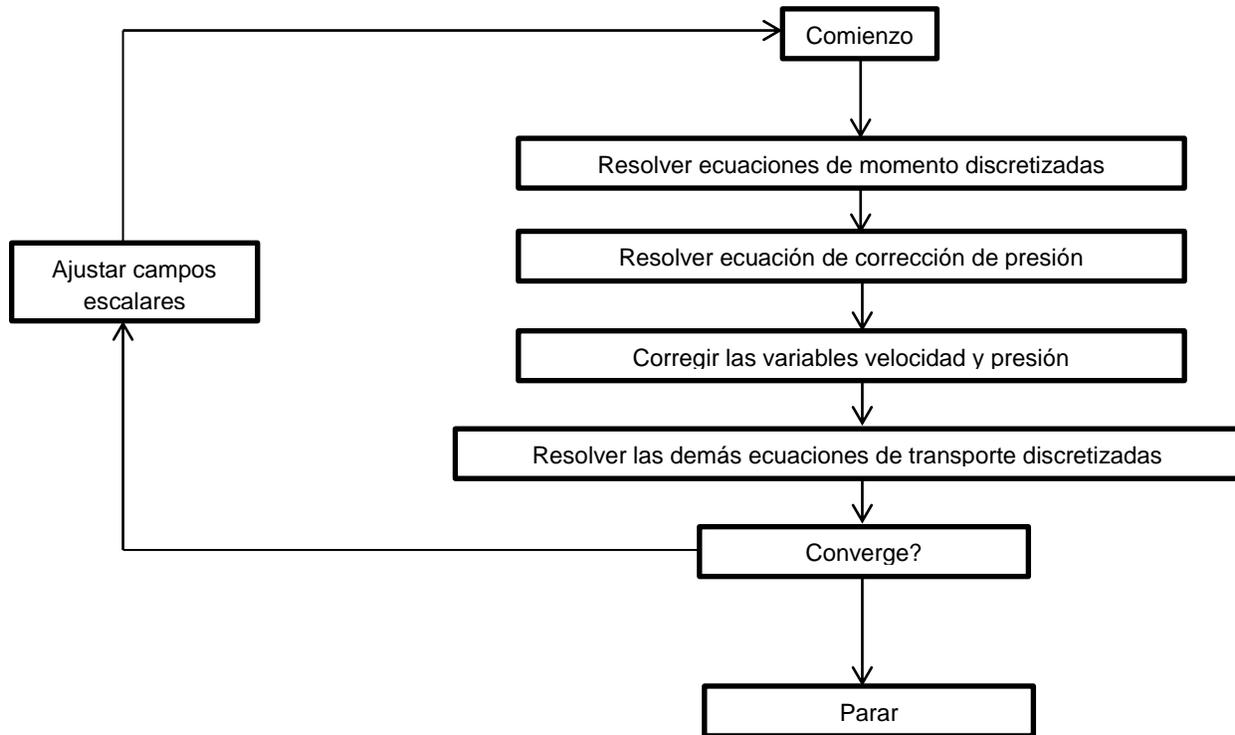 Comienzo
Resolver ecuaciones de momento discretizadas
Resolver ecuación de corrección de presión
Ajustar campos
escalares
Corregir las variables velocidad y presión
Resolver las demás ecuaciones de transporte discretizadas
Converge?
Parar